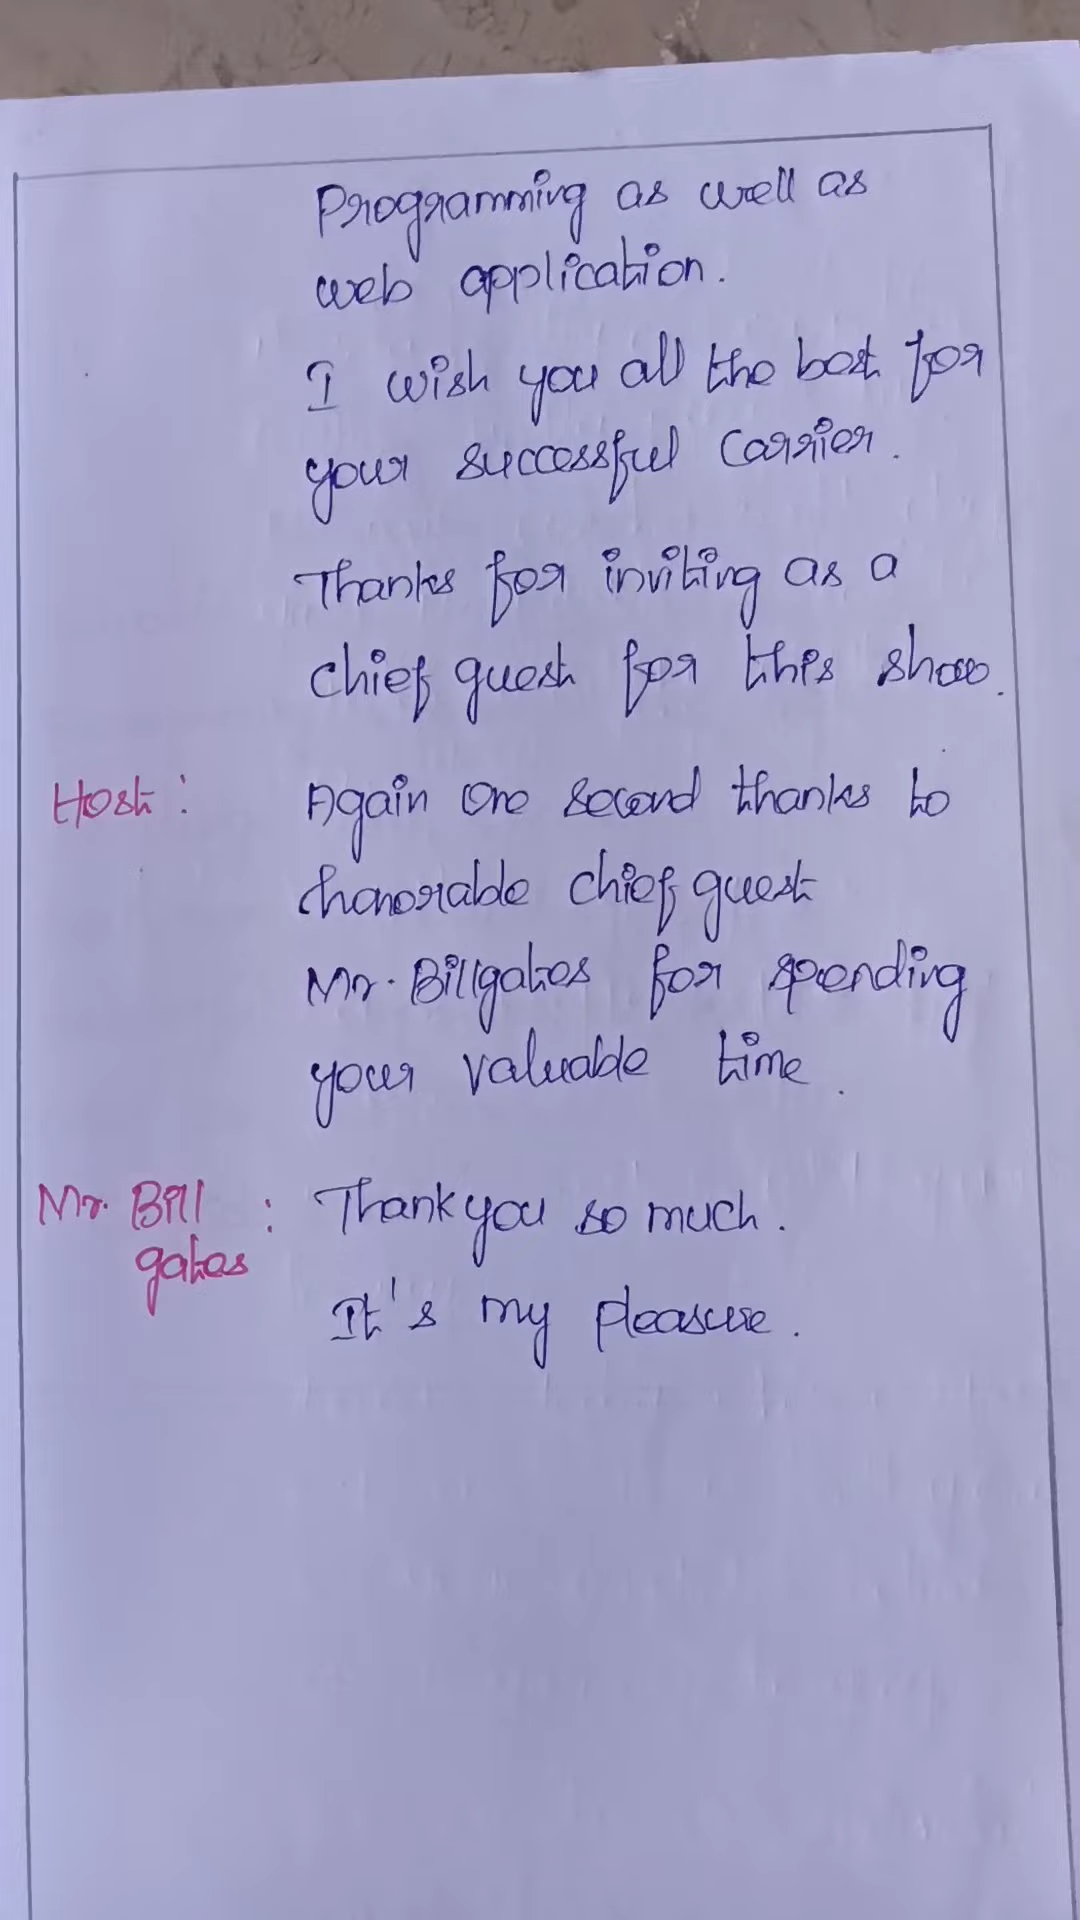 Programming as well as
web application.
I wish you all the best for
your successful carrier.
Thanks for inviting as a
chief guest for this show.
Host: Again one second thanks to
honorable chief guest
Mr. Billgates for spending
your valuable time.
Mr. Bill gates : Thank you so much.
It's my pleasure.